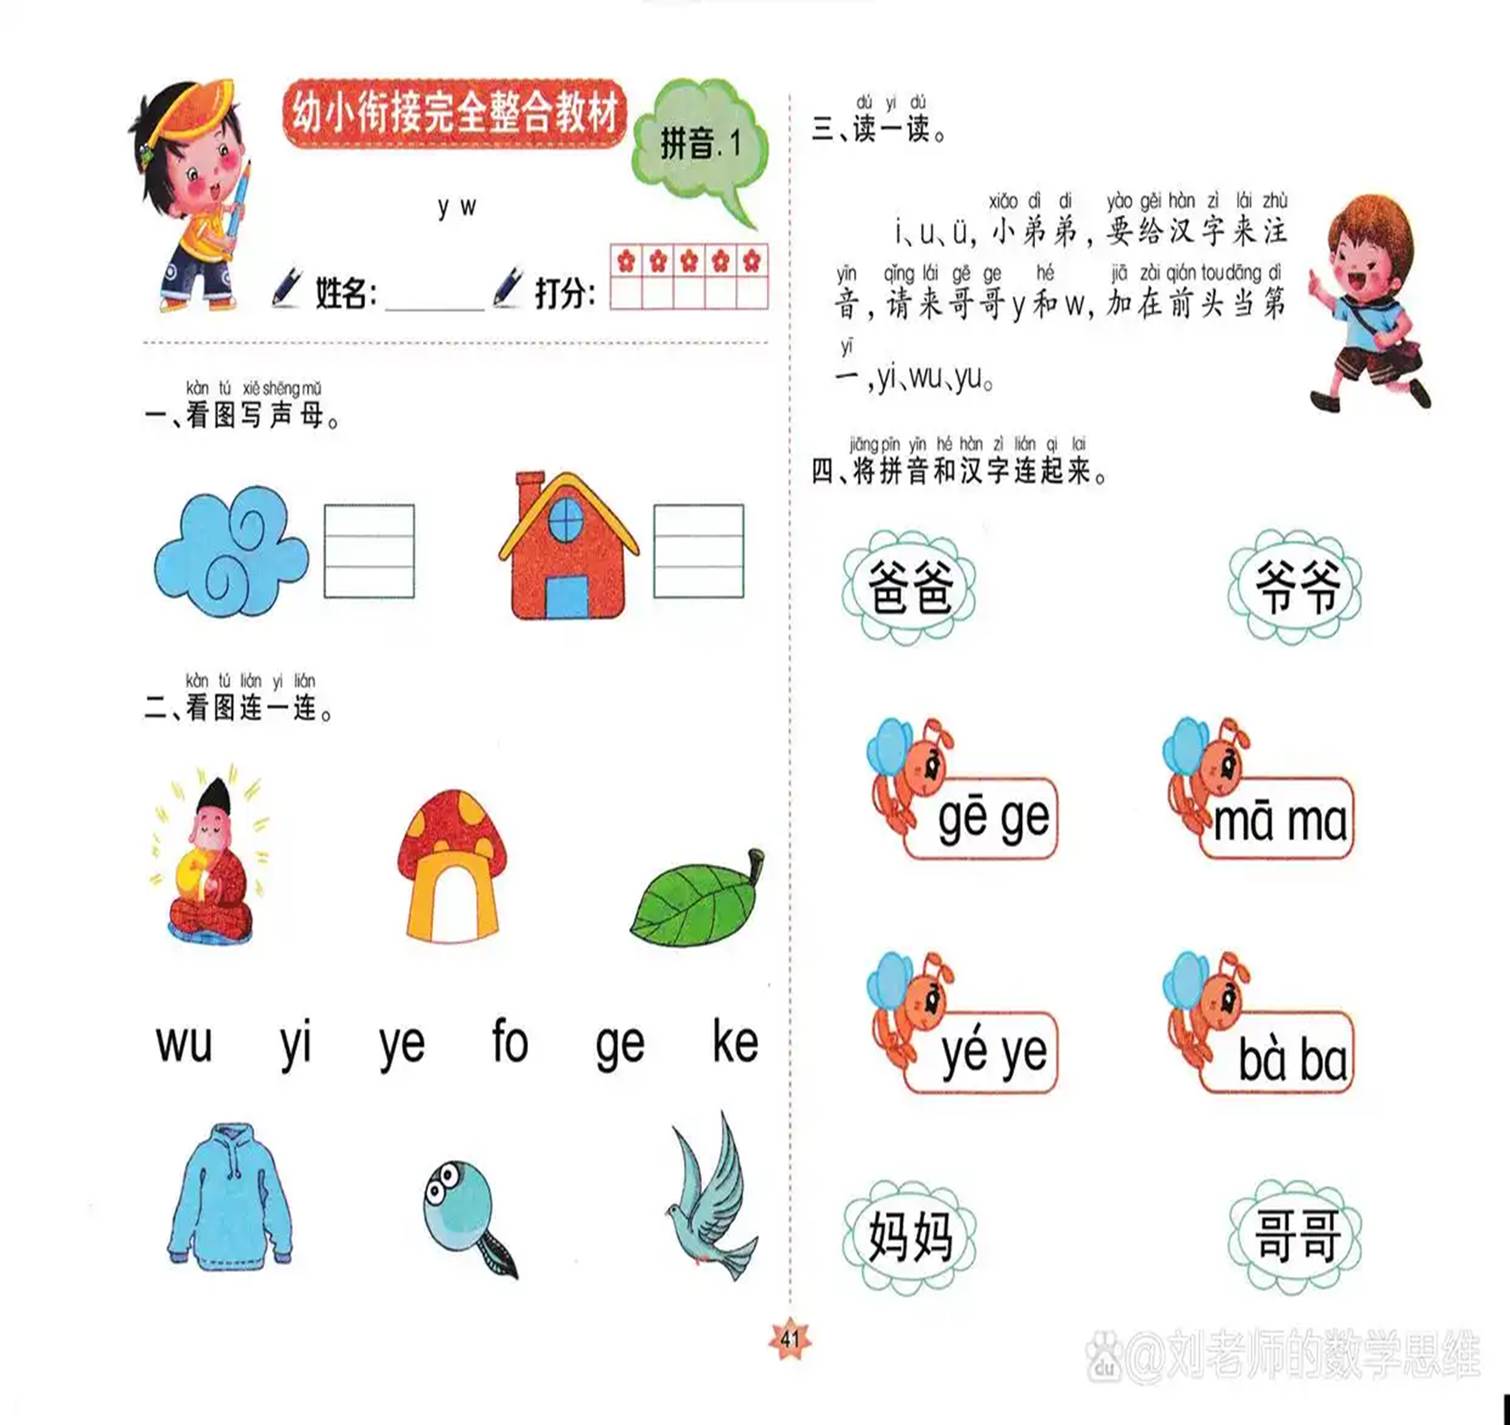 幼小衔接完全整合教材
拼音.1
y w
姓名：
打分：
kàn tú xiě shēng mǔ
一、看图写声母。
kàn tú lián yi lián
二、看图连一连。
wu yi ye fo ge ke
dú yi dú
三、读一读。
xiǎo dì di yào gěi hàn zì lái zhù
i、u、ü，小弟弟，要给汉字来注
yīn qǐng lái gē ge hé jiā zài qián tou dāng dì
音，请来哥哥y和w，加在前头当第
yī
一，yi、wu、yu。
jiāng pīn yīn hé hàn zì lián qi lai
四、将拼音和汉字连起来。
爸爸 爷爷
gē ge mā ma
yé ye bà ba
妈妈 哥哥
41
du @刘老师的数学思维